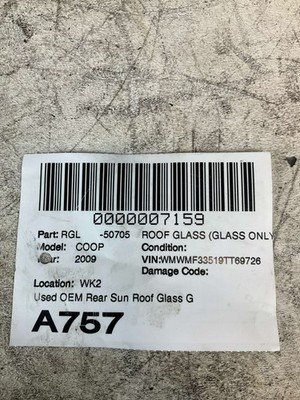 0000007159
Part: RGL -50705 ROOF GLASS (GLASS ONLY
Model: COOP Condition:
2009 VIN:WMWMF33519TT69726
Damage Code:
Location: WK2
Used OEM Rear Sun Roof Glass G
A757